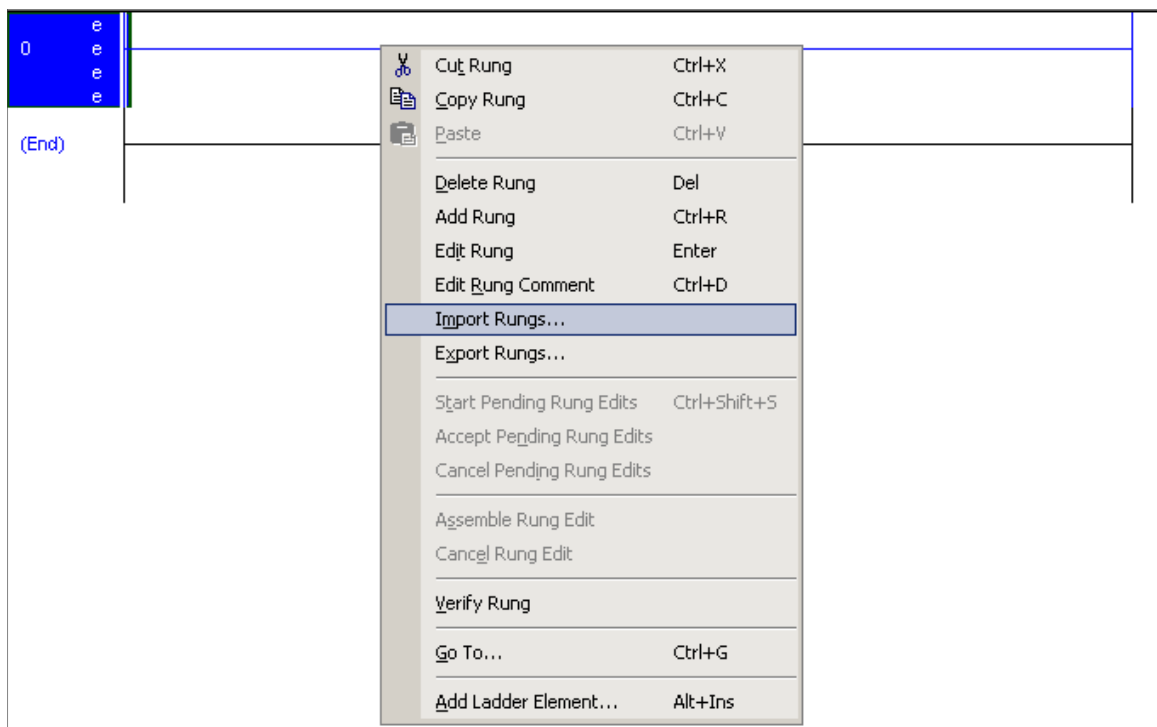 e
0 e
e
e
(End)
Cut Rung Ctrl+X
Copy Rung Ctrl+C
Paste Ctrl+V
Delete Rung Del
Add Rung Ctrl+R
Edit Rung Enter
Edit Rung Comment Ctrl+D
Import Rungs...
Export Rungs...
Start Pending Rung Edits Ctrl+Shift+S
Accept Pending Rung Edits
Cancel Pending Rung Edits
Assemble Rung Edit
Cancel Rung Edit
Verify Rung
Go To... Ctrl+G
Add Ladder Element... Alt+Ins